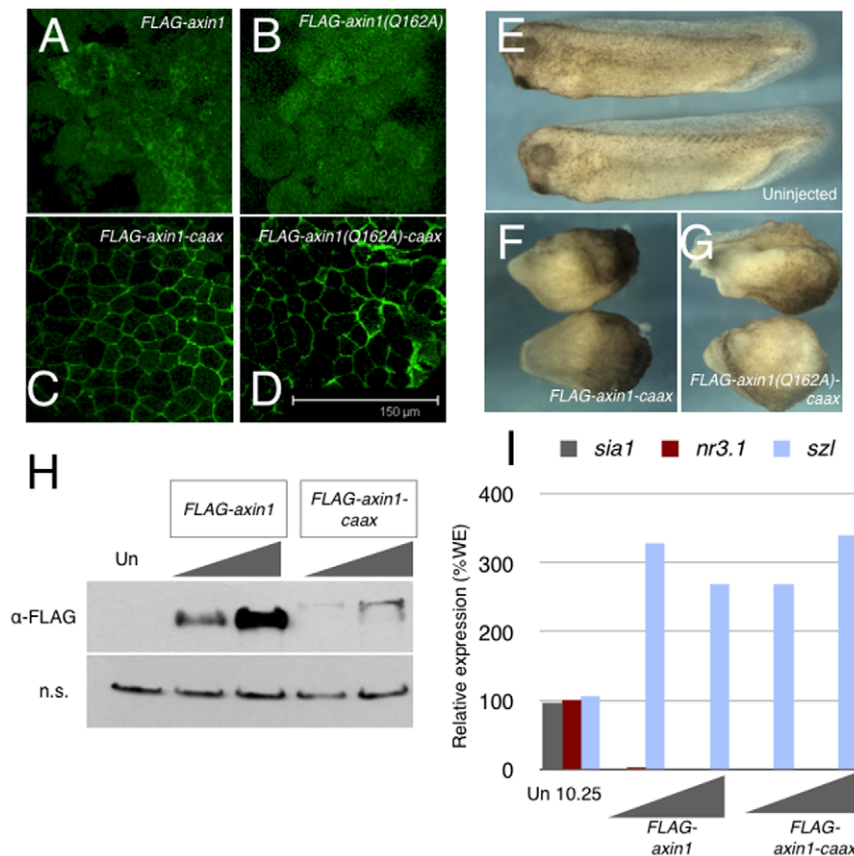 A
FLAG-axin1
B
FLAG-axin1(Q162A)
C
FLAG-axin1-caax
D
FLAG-axin1(Q162A)-caax
150 µm
E
Uninjected
F
FLAG-axin1-caax
G
FLAG-axin1(Q162A)-
caax
H
Un
FLAG-axin1
FLAG-axin1-
caax
α-FLAG
n.s.
I
sia1 nr3.1 szl
Relative expression (%WE)
400
300
200
100
0
Un 10.25
FLAG-
axin1
FLAG-
axin1-caax